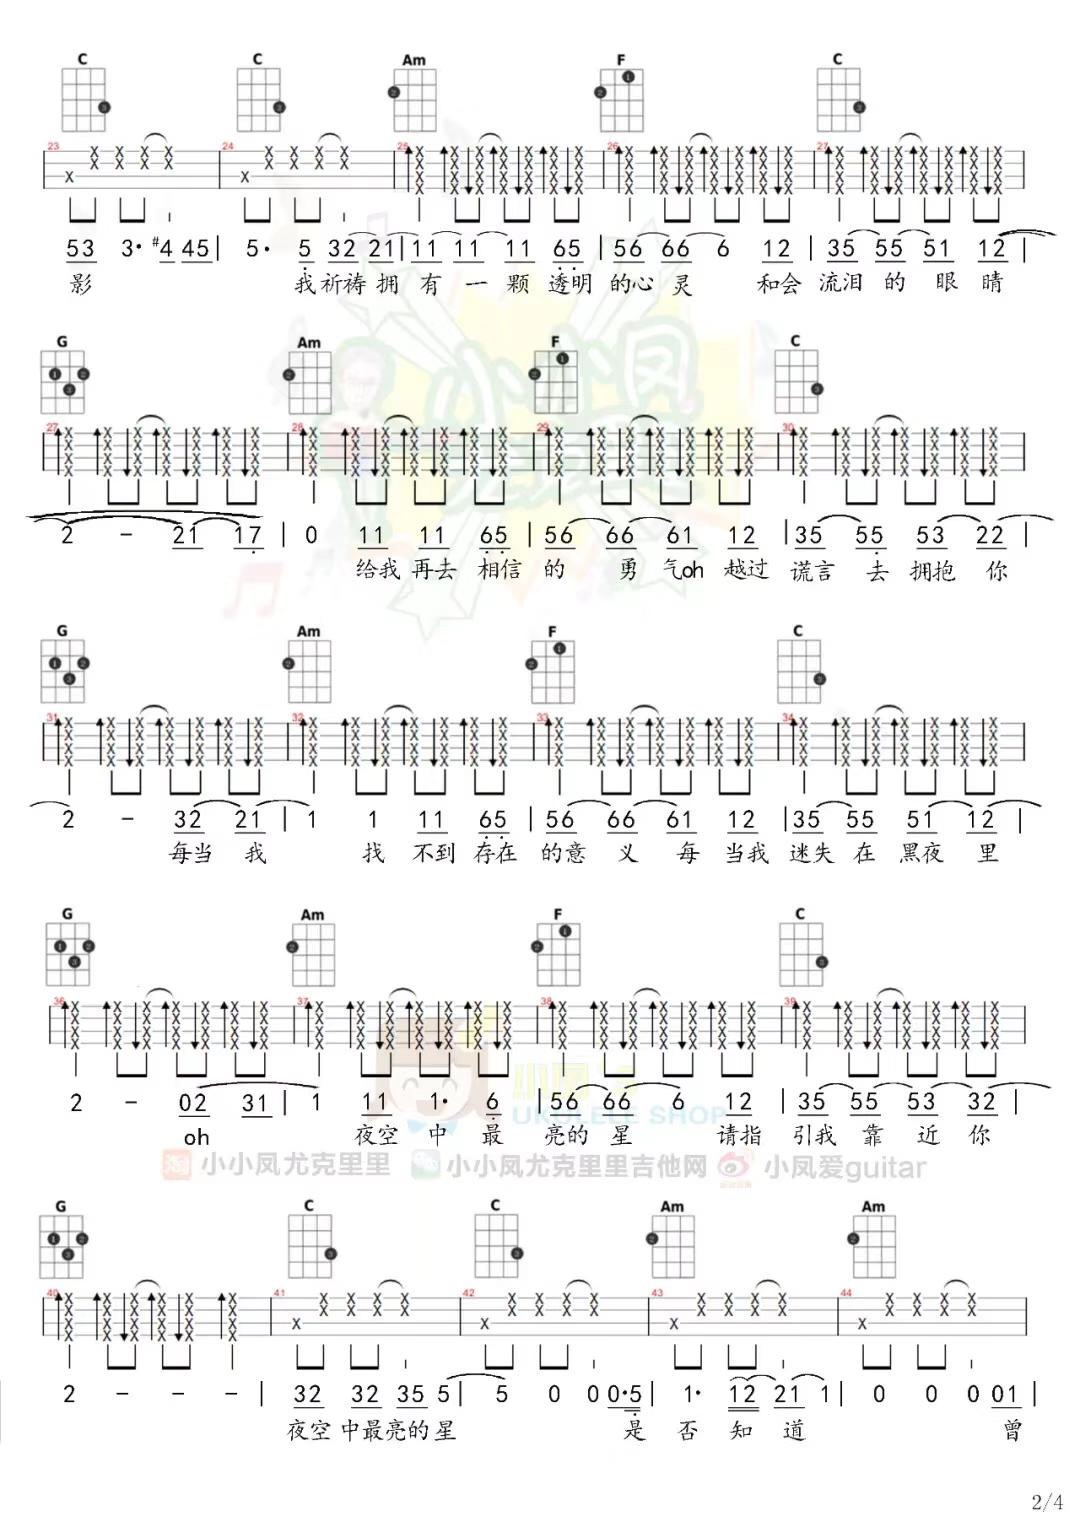 C C Am F C
23 24 25 26 27
53 3· #4 45 | 5· 5 32 21 | 11 11 11 65 | 56 66 6 12 | 35 55 51 12 |
影 我祈祷拥有一颗透明的心灵 和会流泪的眼睛
G Am F C
27 28 29 30
2 - 21 17 | 0 11 11 65 | 56 66 61 12 | 35 55 53 22 |
给我再去相信的勇气oh越过谎言去拥抱你
G Am F C
31 32 33 34
2 - 32 21 | 1 1 11 65 | 56 66 61 12 | 35 55 51 12 |
每当我找不到存在的意义每当我迷失在黑夜里
G Am F C
36 37 38 39
2 - 02 31 | 1 11 1· 6 | 56 66 6 12 | 35 55 53 32 |
小凤
UKULELE SHOP
oh 夜空中最亮的星 请指引我靠近你
淘 小小凤尤克里里 小小凤尤克里里吉他网 小凤爱guitar
G C C Am Am
40 41 42 43 44
2 - - - | 32 32 35 5 | 5 0 0 0·5 | 1· 12 21 1 | 0 0 0 01 |
夜空中最亮的星 是否知道 曾
2/4